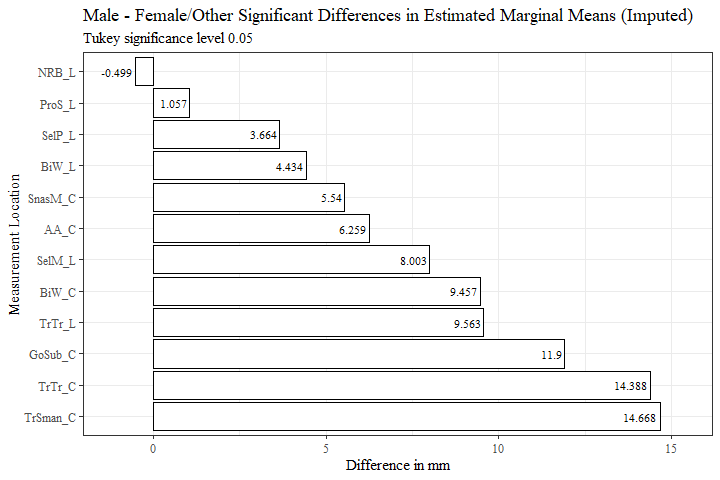 Male - Female/Other Significant Differences in Estimated Marginal Means (Imputed)
Tukey significance level 0.05
Measurement Location
NRB_L -0.499
ProS_L 1.057
SelP_L 3.664
BiW_L 4.434
SnasM_C 5.54
AA_C 6.259
SelM_L 8.003
BiW_C 9.457
TrTr_L 9.563
GoSub_C 11.9
TrTr_C 14.388
TrSman_C 14.668
0 5 10 15
Difference in mm